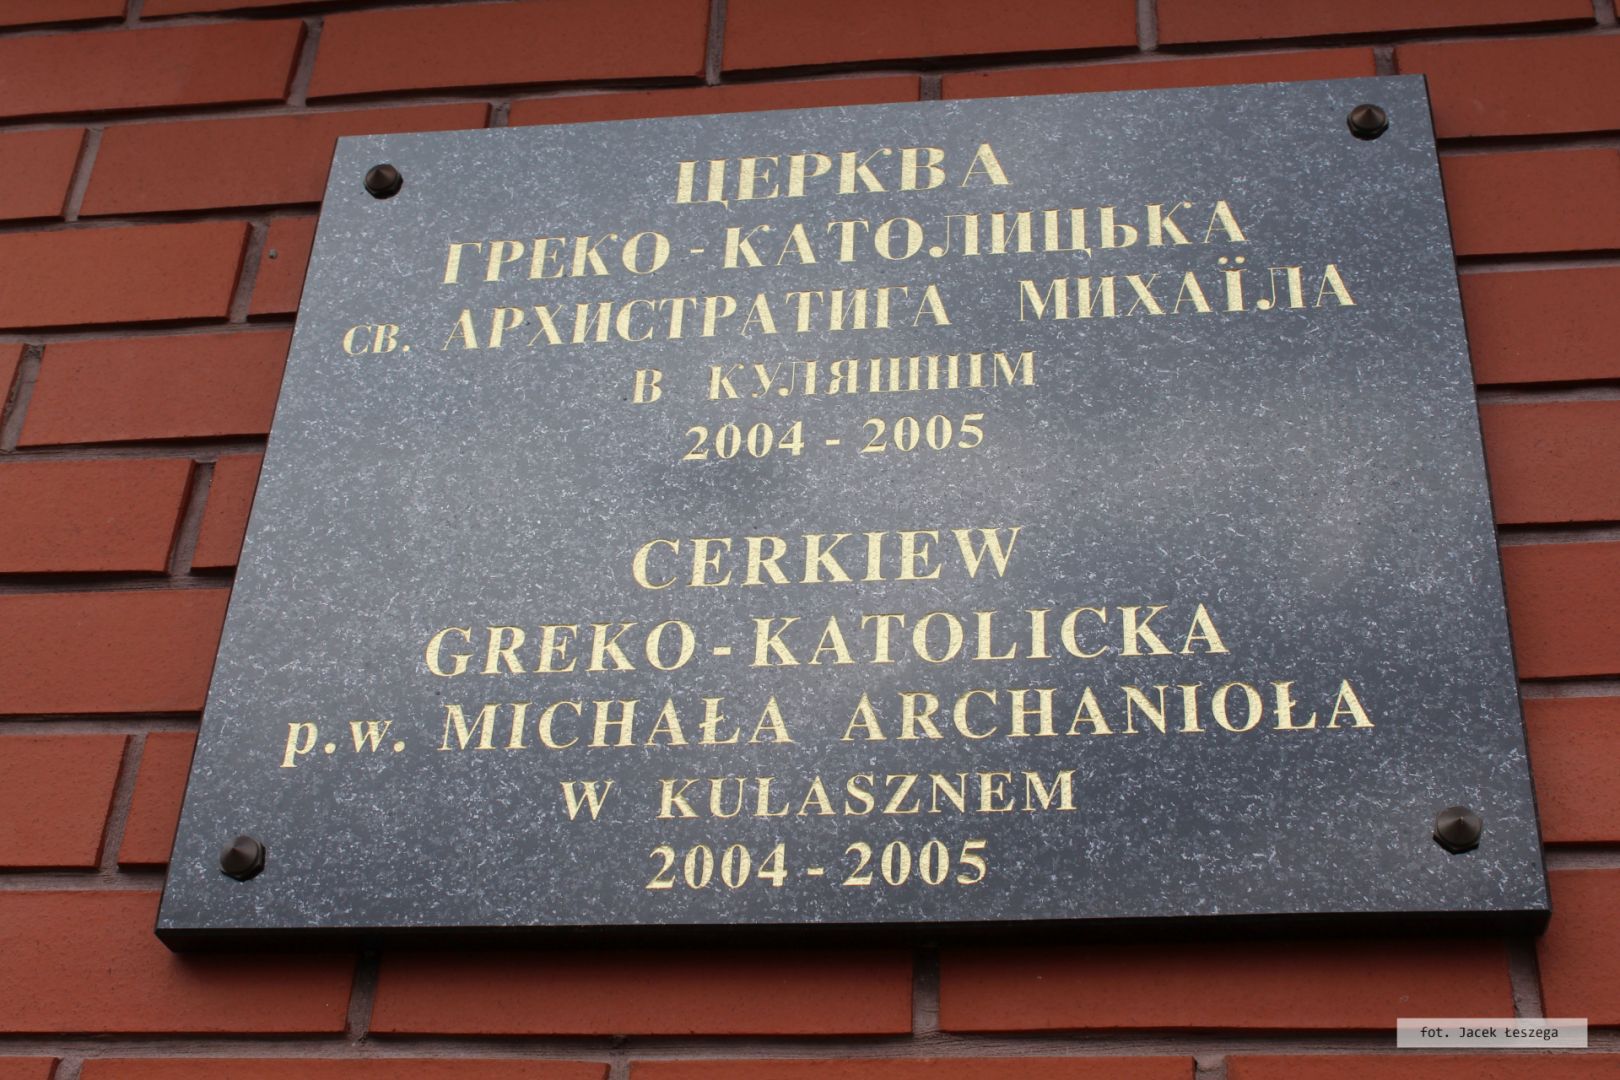 ЦЕРКВА
ГРЕКО - КАТОЛИЦЬКА
СВ. АРХИСТРАТИГА МИХАЇЛА
В КУЛЯШНІМ
2004 - 2005
CERKIEW
GREKO - KATOLICKA
p.w. MICHAŁA ARCHANIOŁA
W KULASZNEM
2004 - 2005
fot. Jacek Łeszega